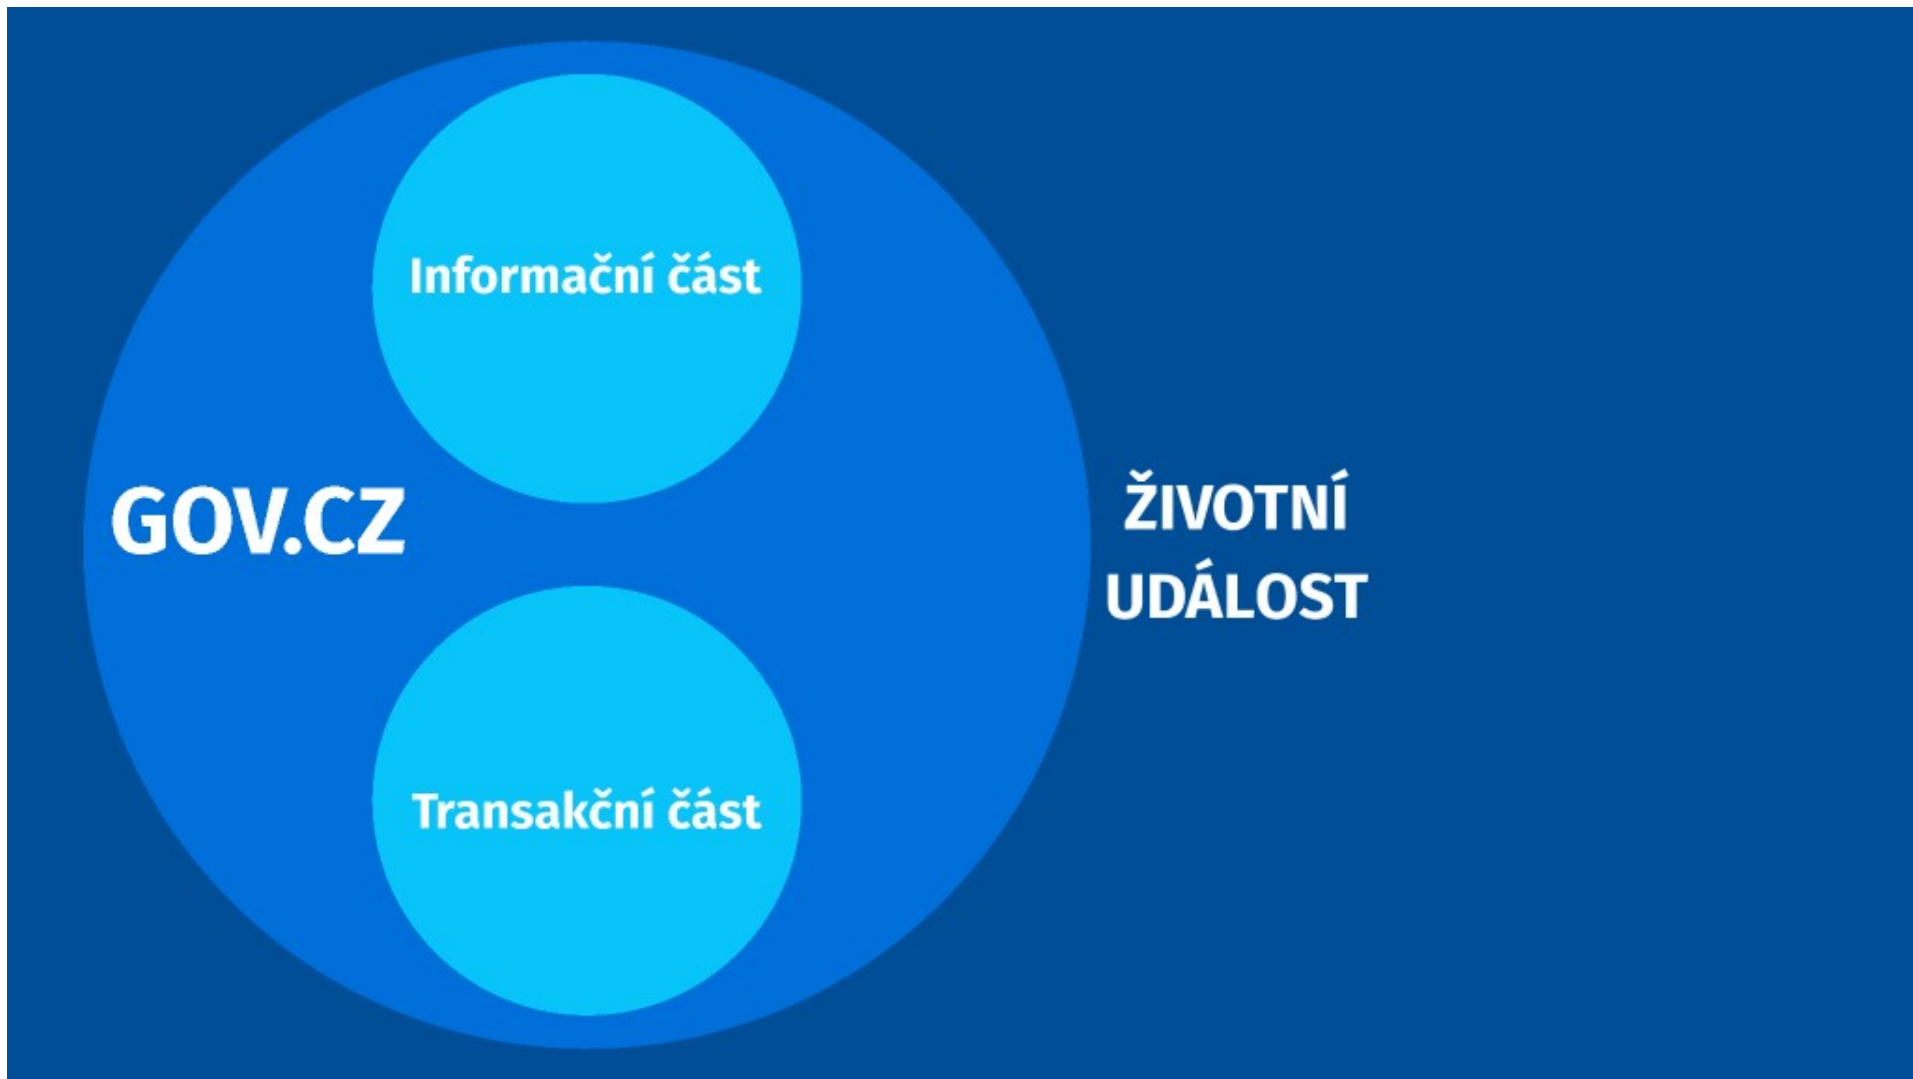 Informační část
GOV.CZ
ŽIVOTNÍ
UDÁLOST
Transakční část